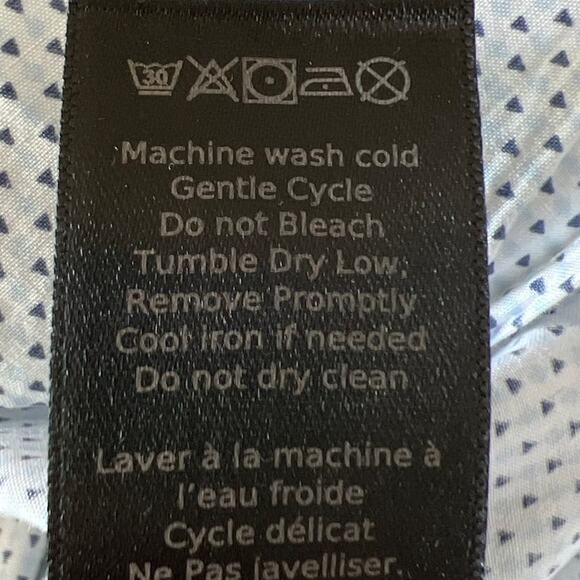 30
Machine wash cold
Gentle Cycle
Do not Bleach
Tumble Dry Low,
Remove Promptly
Cool iron if needed
Do not dry clean
Laver à la machine à
l'eau froide
Cycle délicat
Ne Pas javelliser.